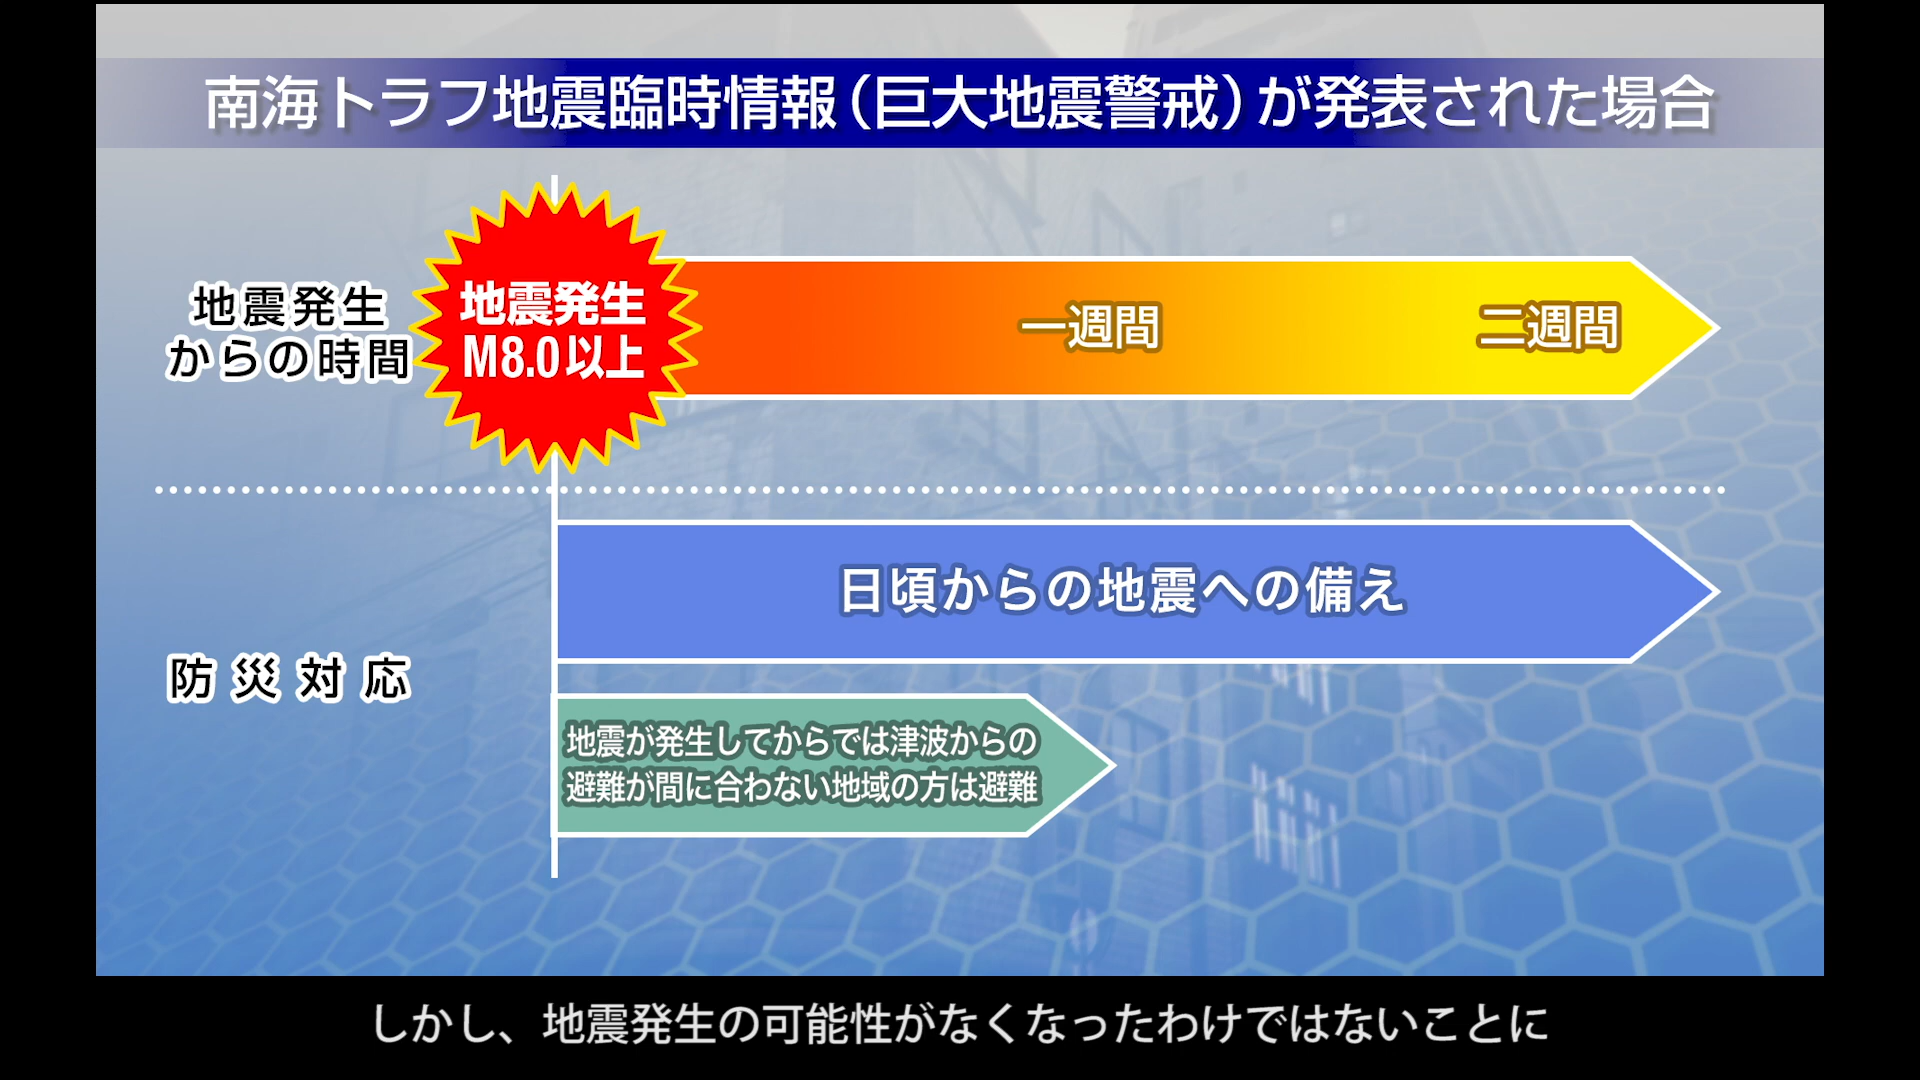 南海トラフ地震臨時情報（巨大地震警戒）が発表された場合
地震発生
からの時間
地震発生
M8.0以上
一週間
二週間
日頃からの地震への備え
防災対応
地震が発生してからでは津波からの
避難が間に合わない地域の方は避難
しかし、地震発生の可能性がなくなったわけではないことに